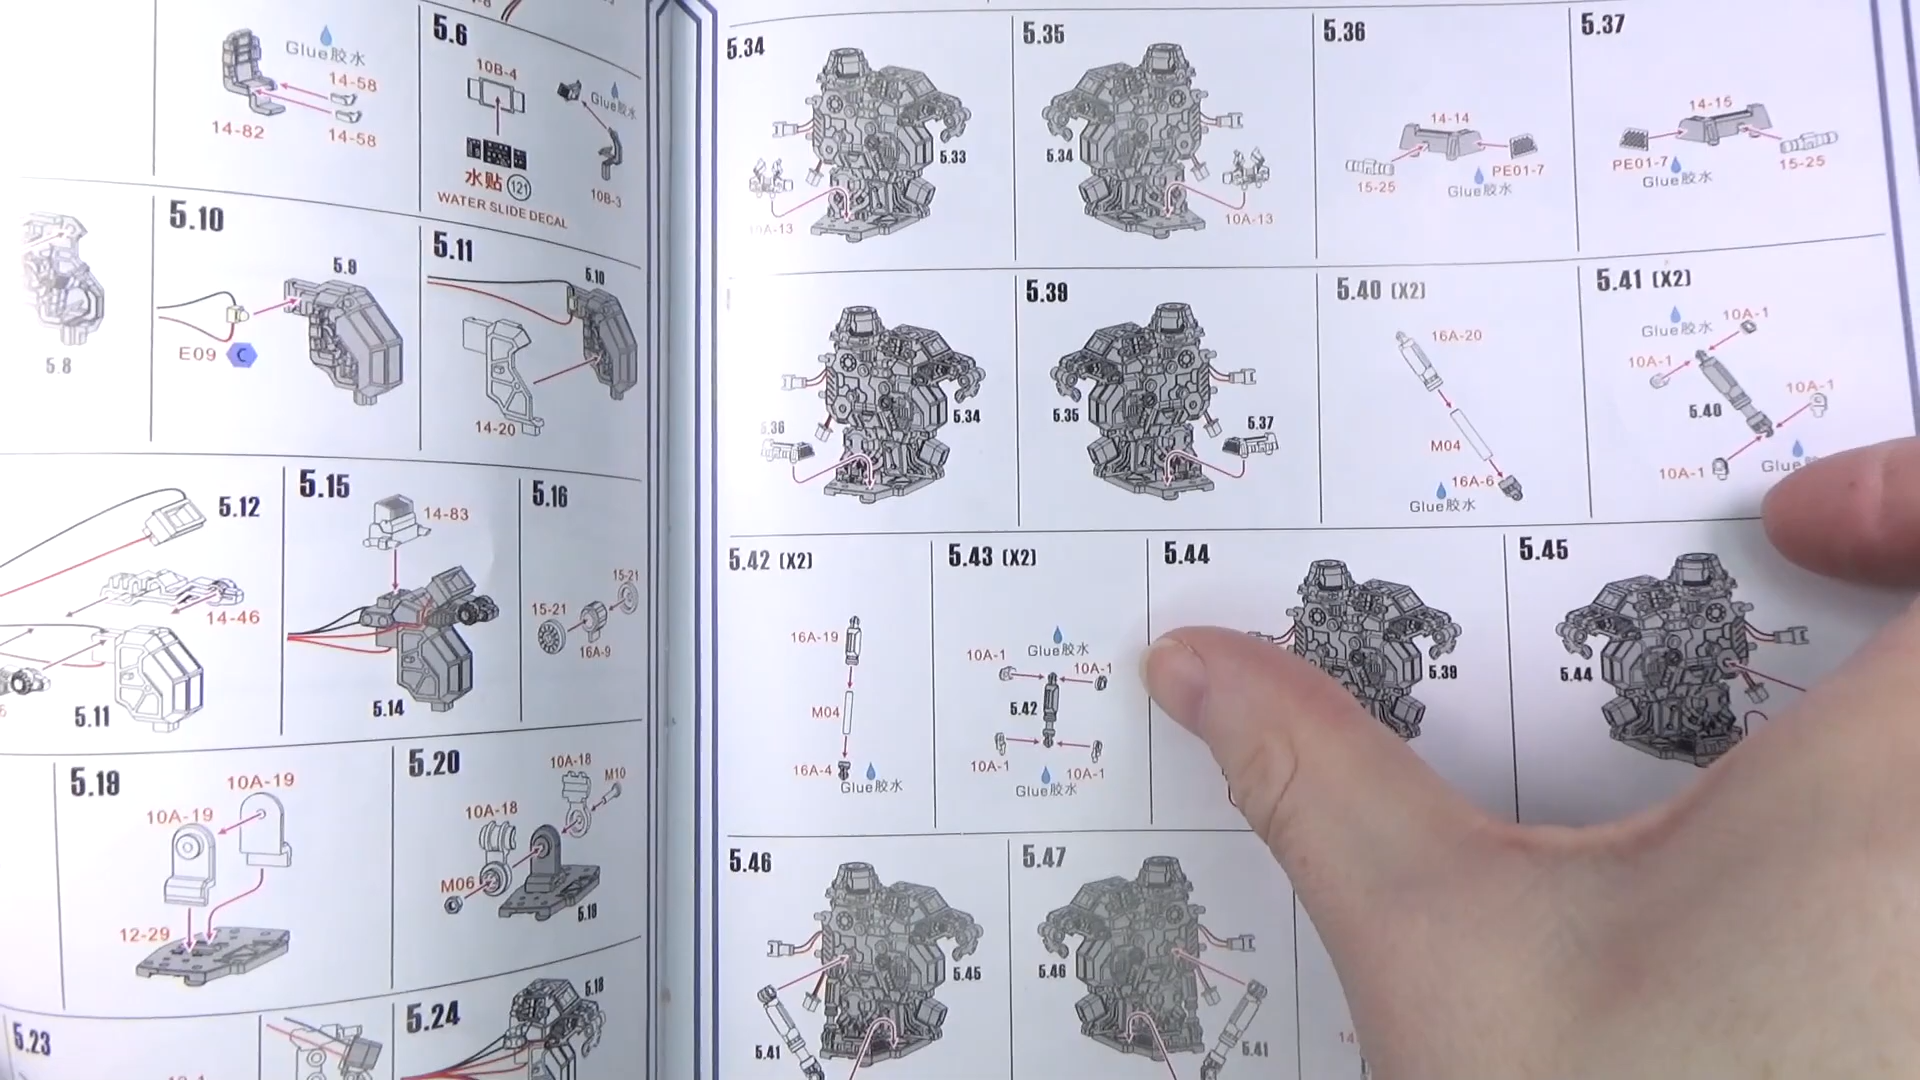 Glue胶水
14-58
14-82
14-58
5.6
10B-4
Glue胶水
水贴 121
10B-3
WATER SLIDE DECAL
5.8
5.10
5.9
E09 C
5.11
5.10
14-20
5.12
14-46
5.11
5.15
14-83
5.14
5.16
15-21
15-21
16A-9
10A-19
10A-19
12-29
5.20
10A-18
M10
10A-18
M06
5.23
5.24
5.34
5.33
10A-13
5.35
5.34
10A-13
5.36
14-14
PE01-7
15-25
Glue胶水
5.37
14-15
PE01-7
15-25
Glue胶水
5.36
5.34
5.39
5.35
5.37
5.40 (X2)
16A-20
M04
16A-6
Glue胶水
5.41 (X2)
Glue胶水
10A-1
10A-1
10A-1
5.40
10A-1
5.42 (X2)
16A-19
M04
16A-4
Glue胶水
5.43 (X2)
Glue胶水
10A-1
10A-1
5.42
10A-1
10A-1
Glue胶水
5.44
5.39
5.45
5.44
5.46
5.45
5.41
5.47
5.46
5.41